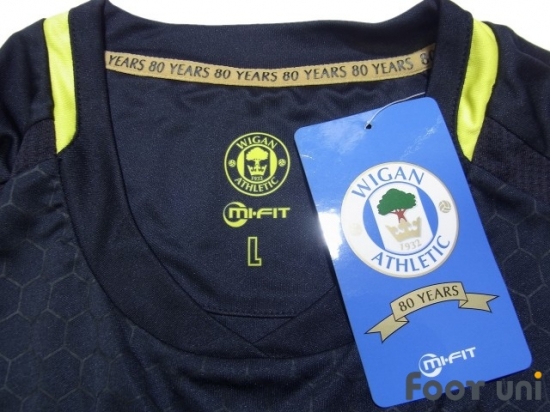 YEARS 80 YEARS 80 YEARS 80 YEARS 80 YEARS
WIGAN
1932
ATHLETIC
MI-FIT
L
WIGAN
1932
ATHLETIC
80 YEARS
MI-FIT
Foot uni